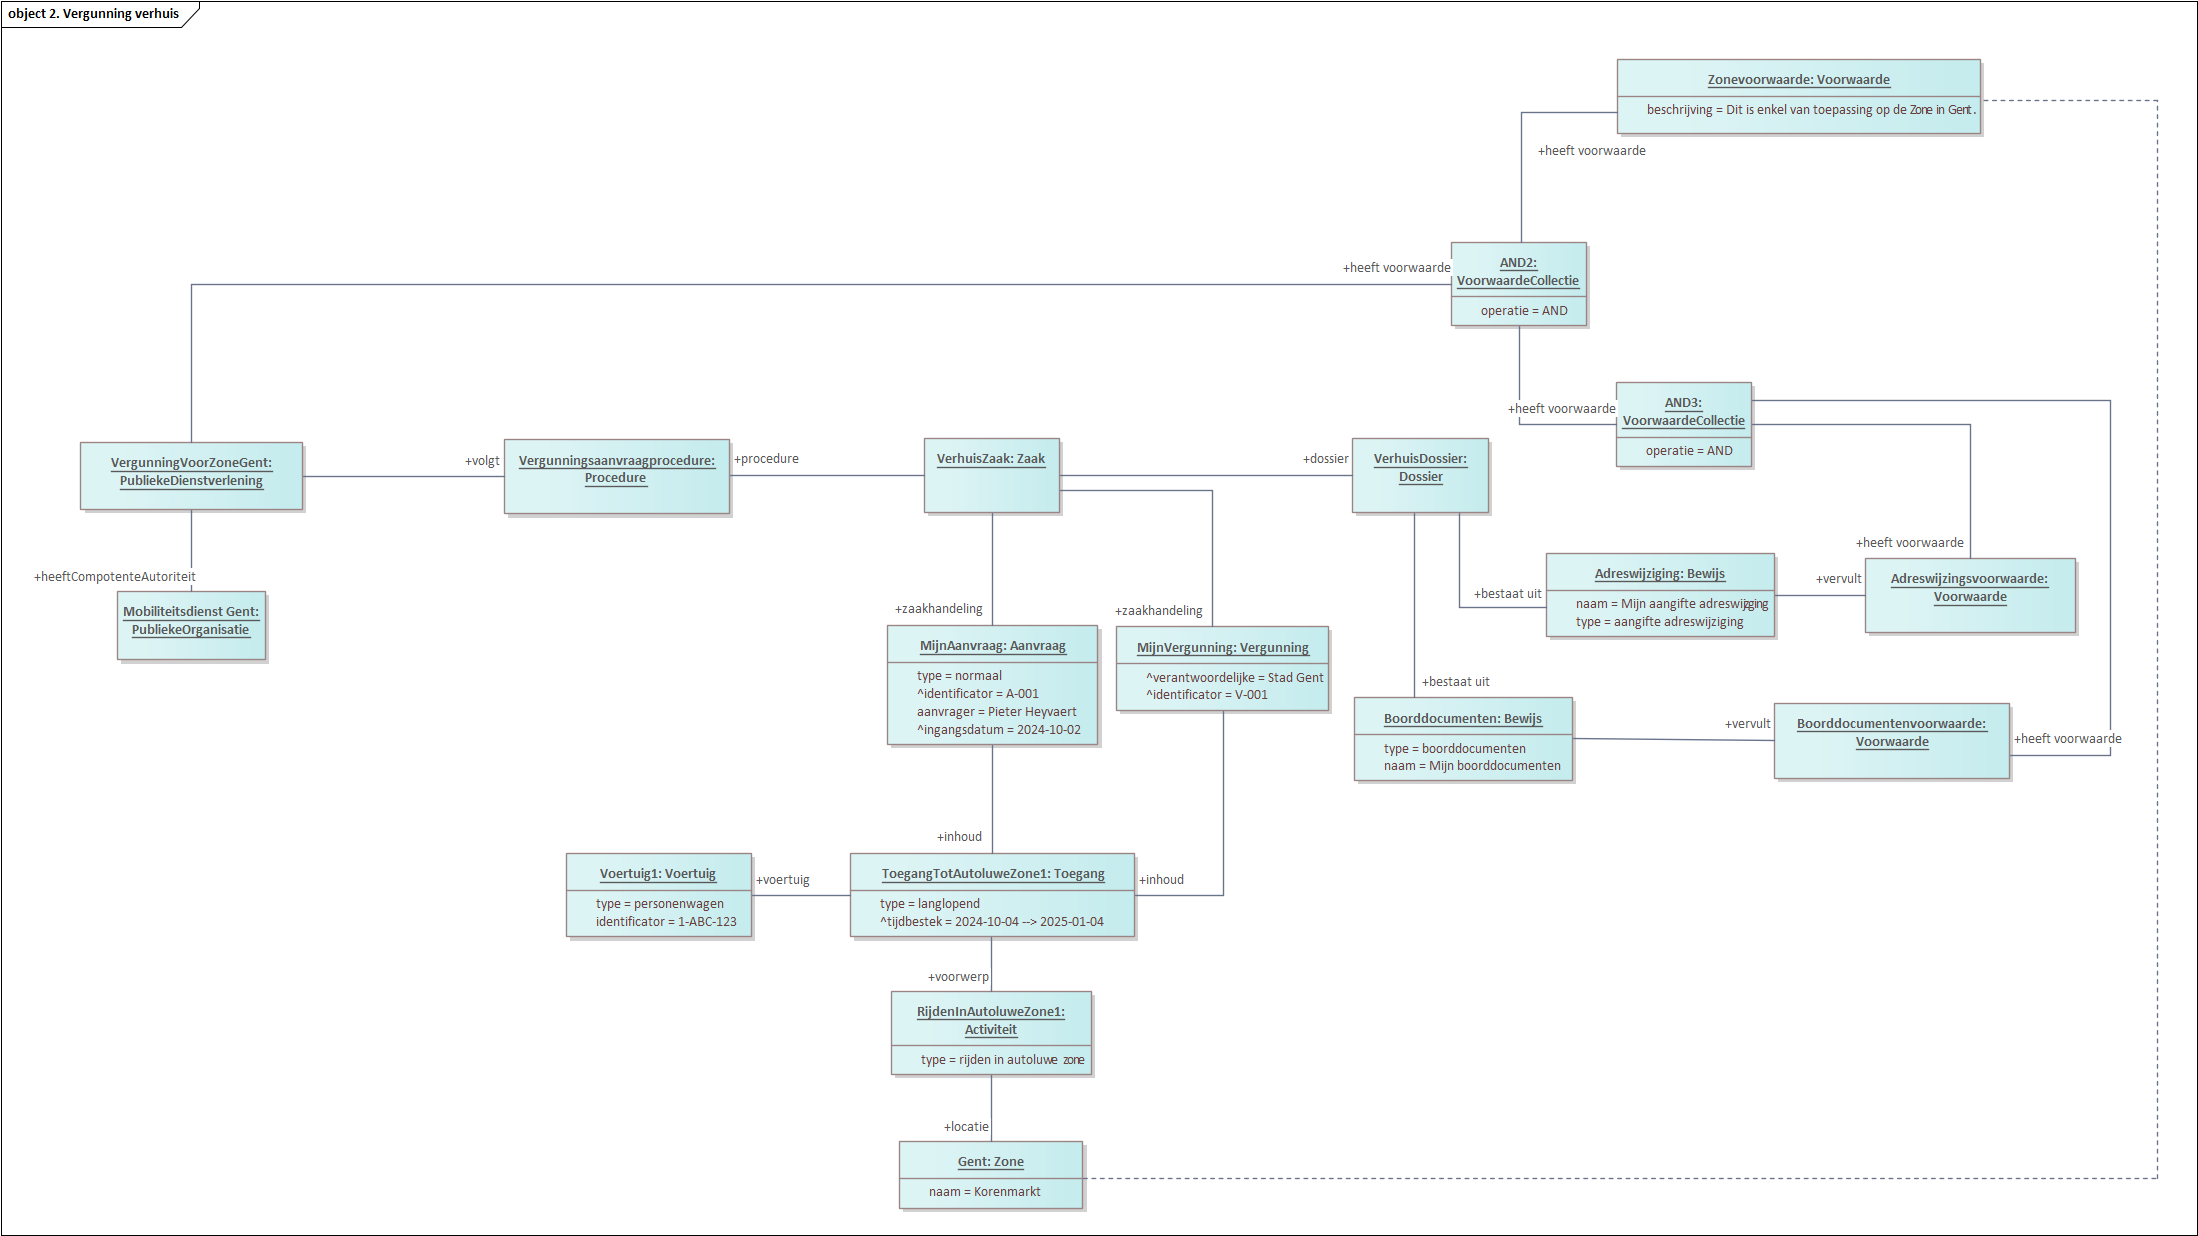 object 2. Vergunning verhuis
Zonevoorwaarde: Voorwaarde
beschrijving = Dit is enkel van toepassing op de Zone in Gent.
+heeft voorwaarde
+heeft voorwaarde
AND2:
VoorwaardeCollectie
operatie = AND
+heeft voorwaarde
AND3:
VoorwaardeCollectie
operatie = AND
VergunningVoorZoneGent:
PubliekeDienstverlening
+volgt
Vergunningsaanvraagprocedure:
Procedure
+procedure
VerhuisZaak: Zaak
+dossier
VerhuisDossier:
Dossier
+heeftCompotenteAutoriteit
Mobiliteitsdienst Gent:
PubliekeOrganisatie
+zaakhandeling
+zaakhandeling
+bestaat uit
Adreswijziging: Bewijs
naam = Mijn aangifte adreswijziging
type = aangifte adreswijziging
+vervult
+heeft voorwaarde
Adreswijzingsvoorwaarde:
Voorwaarde
MijnAanvraag: Aanvraag
type = normaal
^identificator = A-001
aanvrager = Pieter Heyvaert
^ingangsdatum = 2024-10-02
MijnVergunning: Vergunning
^verantwoordelijke = Stad Gent
^identificator = V-001
+bestaat uit
Boorddocumenten: Bewijs
type = boorddocumenten
naam = Mijn boorddocumenten
+vervult
Boorddocumentenvoorwaarde:
Voorwaarde
+heeft voorwaarde
+inhoud
Voertuig1: Voertuig
type = personenwagen
identificator = 1-ABC-123
+voertuig
ToegangTotAutoluweZone1: Toegang
type = langlopend
^tijdbestek = 2024-10-04 --> 2025-01-04
+inhoud
+voorwerp
RijdenInAutoluweZone1:
Activiteit
type = rijden in autoluwe zone
+locatie
Gent: Zone
naam = Korenmarkt